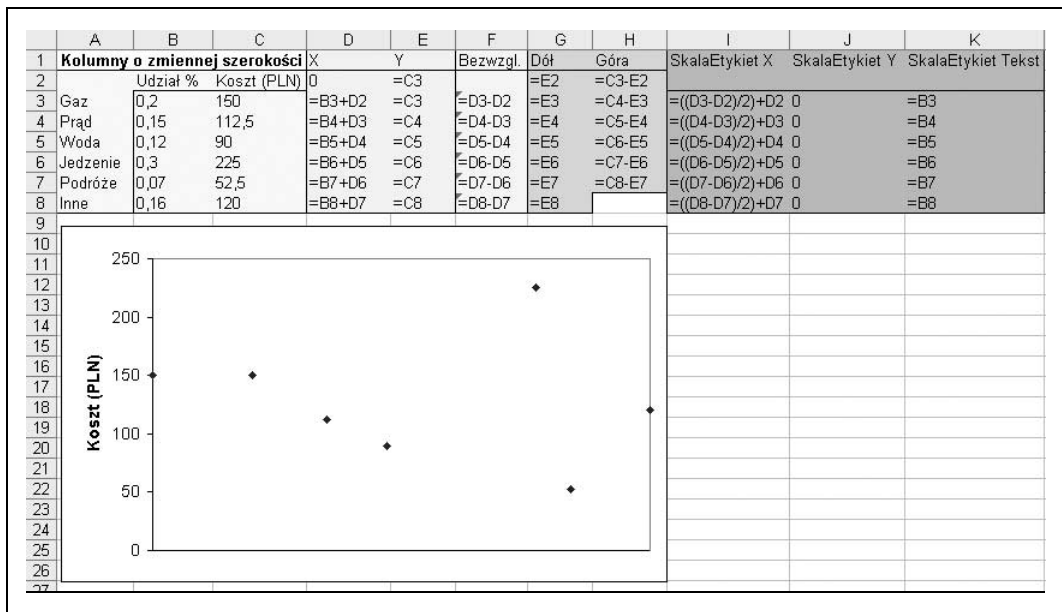 A B C D E F G H I J K
1 Kolumny o zmiennej szerokości X Y Bezwzgl. Dół Góra SkalaEtykiet X SkalaEtykiet Y SkalaEtykiet Tekst
2 Udział % Koszt (PLN) 0 =C3 =E2 =C3-E2
3 Gaz 0,2 150 =B3+D2 =C3 =D3-D2 =E3 =C4-E3 =((D3-D2)/2)+D2 0 =B3
4 Prąd 0,15 112,5 =B4+D3 =C4 =D4-D3 =E4 =C5-E4 =((D4-D3)/2)+D3 0 =B4
5 Woda 0,12 90 =B5+D4 =C5 =D5-D4 =E5 =C6-E5 =((D5-D4)/2)+D4 0 =B5
6 Jedzenie 0,3 225 =B6+D5 =C6 =D6-D5 =E6 =C7-E6 =((D6-D5)/2)+D5 0 =B6
7 Podróże 0,07 52,5 =B7+D6 =C7 =D7-D6 =E7 =C8-E7 =((D7-D6)/2)+D6 0 =B7
8 Inne 0,16 120 =B8+D7 =C8 =D8-D7 =E8 =((D8-D7)/2)+D7 0 =B8
9
10
11
12
13
14
15
16
17
18
19
20
21
22
23
24
25
26
27
250
200
150
100
50
0
Koszt (PLN)